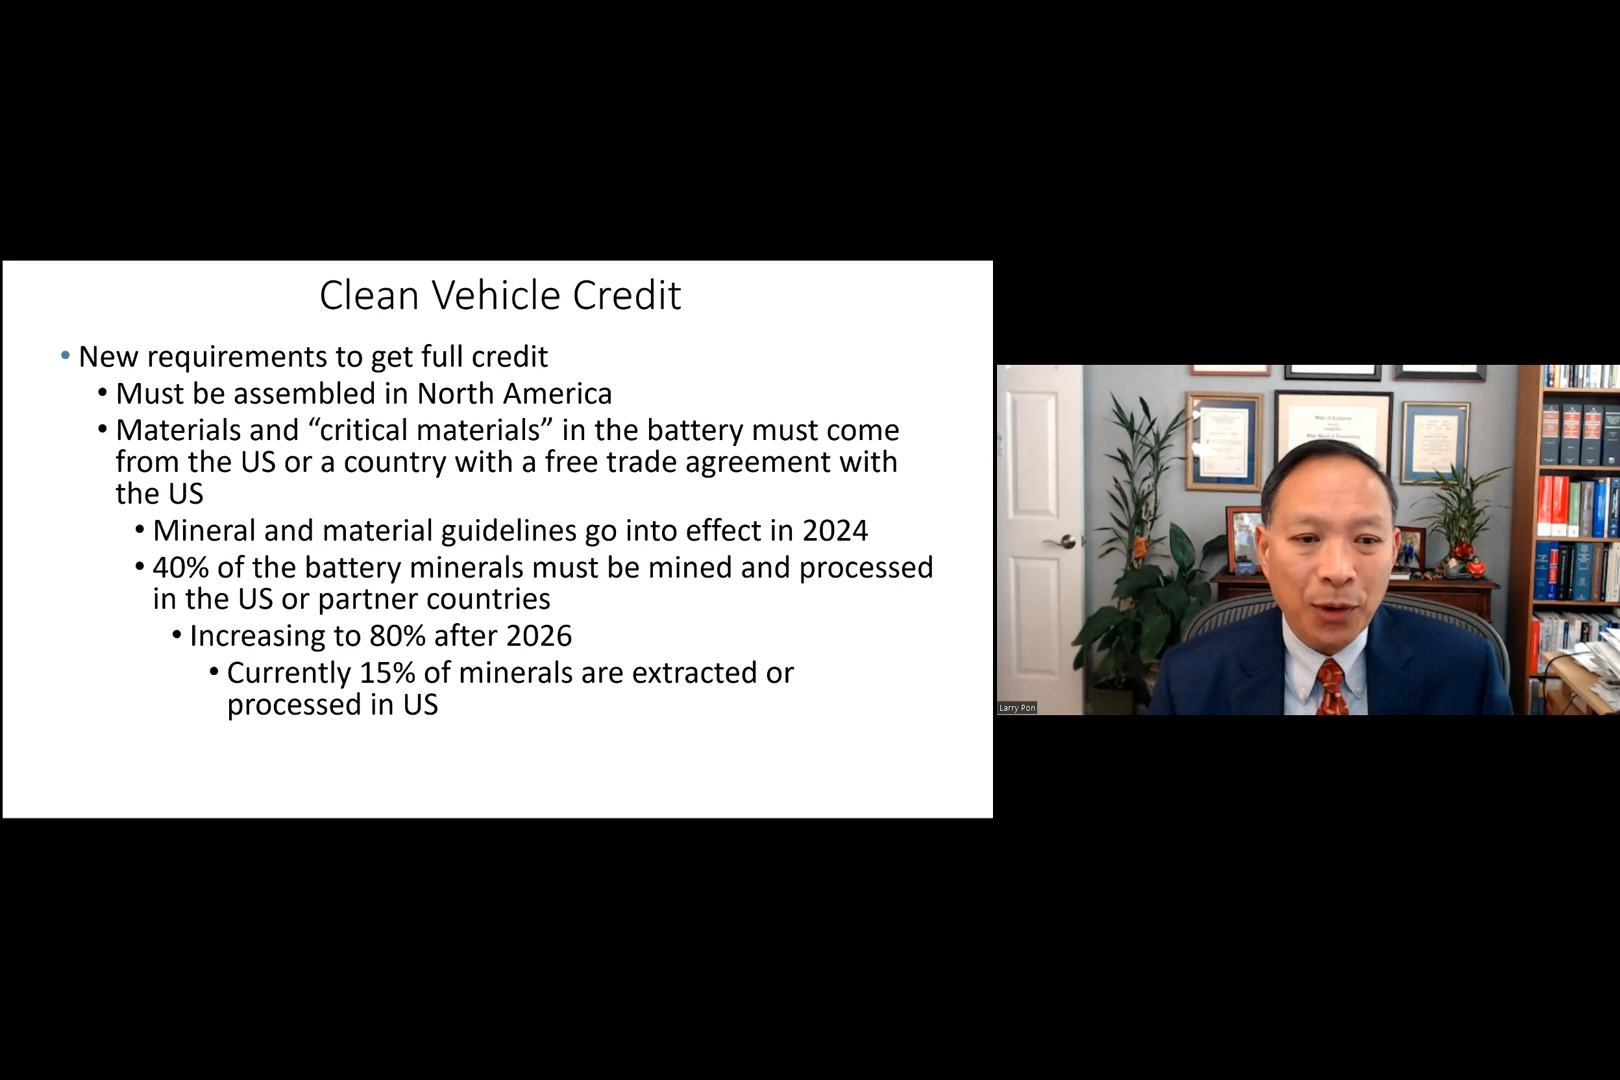 Clean Vehicle Credit
• New requirements to get full credit
• Must be assembled in North America
• Materials and “critical materials” in the battery must come
from the US or a country with a free trade agreement with
the US
• Mineral and material guidelines go into effect in 2024
• 40% of the battery minerals must be mined and processed
in the US or partner countries
• Increasing to 80% after 2026
• Currently 15% of minerals are extracted or
processed in US
Larry Pon